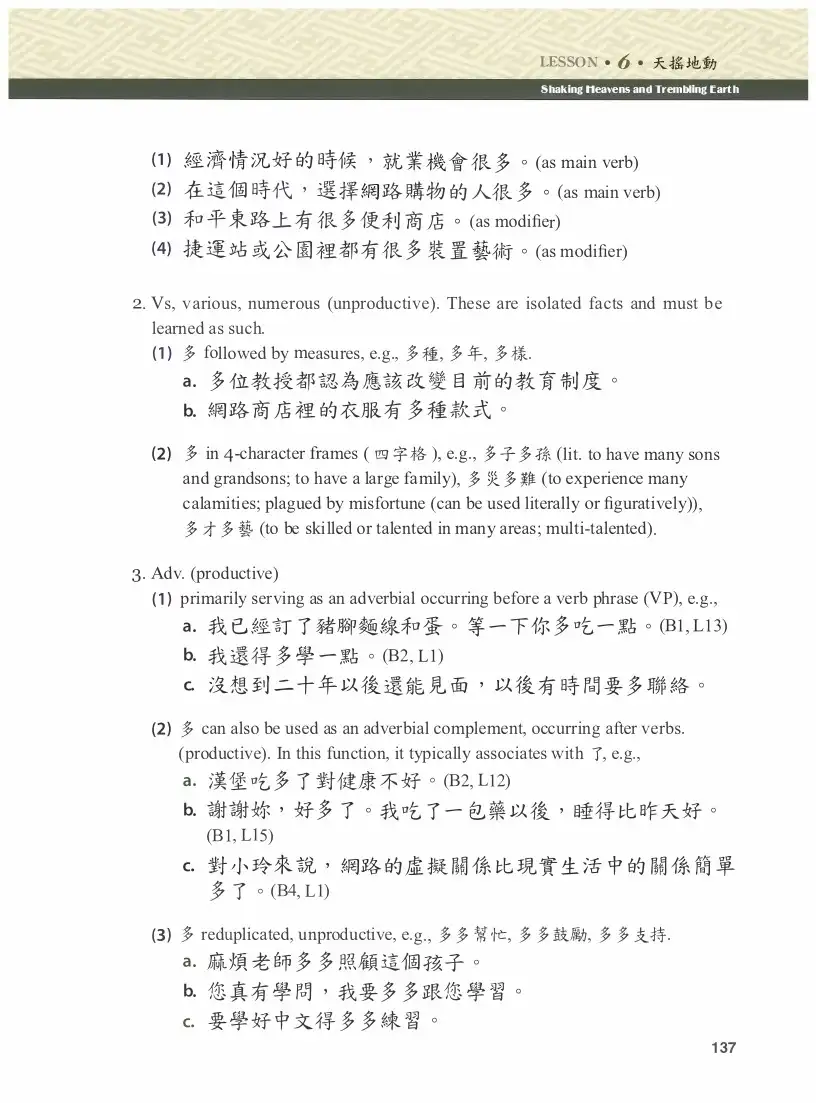 LESSON • 6 • 天搖地動
Shaking Heavens and Trembling Earth
(1) 經濟情況好的時候，就業機會很多。(as main verb)
(2) 在這個時代，選擇網路購物的人很多。(as main verb)
(3) 和平東路上有很多便利商店。(as modifier)
(4) 捷運站或公園裡都有很多裝置藝術。(as modifier)
2. Vs, various, numerous (unproductive). These are isolated facts and must be
learned as such.
(1) 多 followed by measures, e.g., 多種, 多年, 多樣.
a. 多位教授都認為應該改變目前的教育制度。
b. 網路商店裡的衣服有多種款式。
(2) 多 in 4-character frames ( 四字格 ), e.g., 多子多孫 (lit. to have many sons
and grandsons; to have a large family), 多災多難 (to experience many
calamities; plagued by misfortune (can be used literally or figuratively)),
多才多藝 (to be skilled or talented in many areas; multi-talented).
3. Adv. (productive)
(1) primarily serving as an adverbial occurring before a verb phrase (VP), e.g.,
a. 我已經訂了豬腳麵線和蛋。等一下你多吃一點。(B1, L13)
b. 我還得多學一點。(B2, L1)
c. 沒想到二十年以後還能見面，以後有時間要多聯絡。
(2) 多 can also be used as an adverbial complement, occurring after verbs.
(productive). In this function, it typically associates with 了, e.g.,
a. 漢堡吃多了對健康不好。(B2, L12)
b. 謝謝妳，好多了。我吃了一包藥以後，睡得比昨天好。
(B1, L15)
c. 對小玲來說，網路的虛擬關係比現實生活中的關係簡單
多了。(B4, L1)
(3) 多 reduplicated, unproductive, e.g., 多多幫忙, 多多鼓勵, 多多支持.
a. 麻煩老師多多照顧這個孩子。
b. 您真有學問，我要多多跟您學習。
c. 要學好中文得多多練習。
137